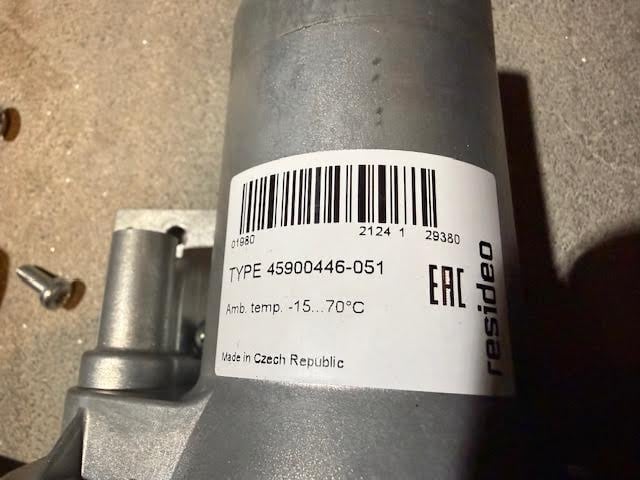 01980 2124 1 29380
TYPE 45900446-051
Amb. temp. -15...70°C
EAC
resideo
Made in Czech Republic